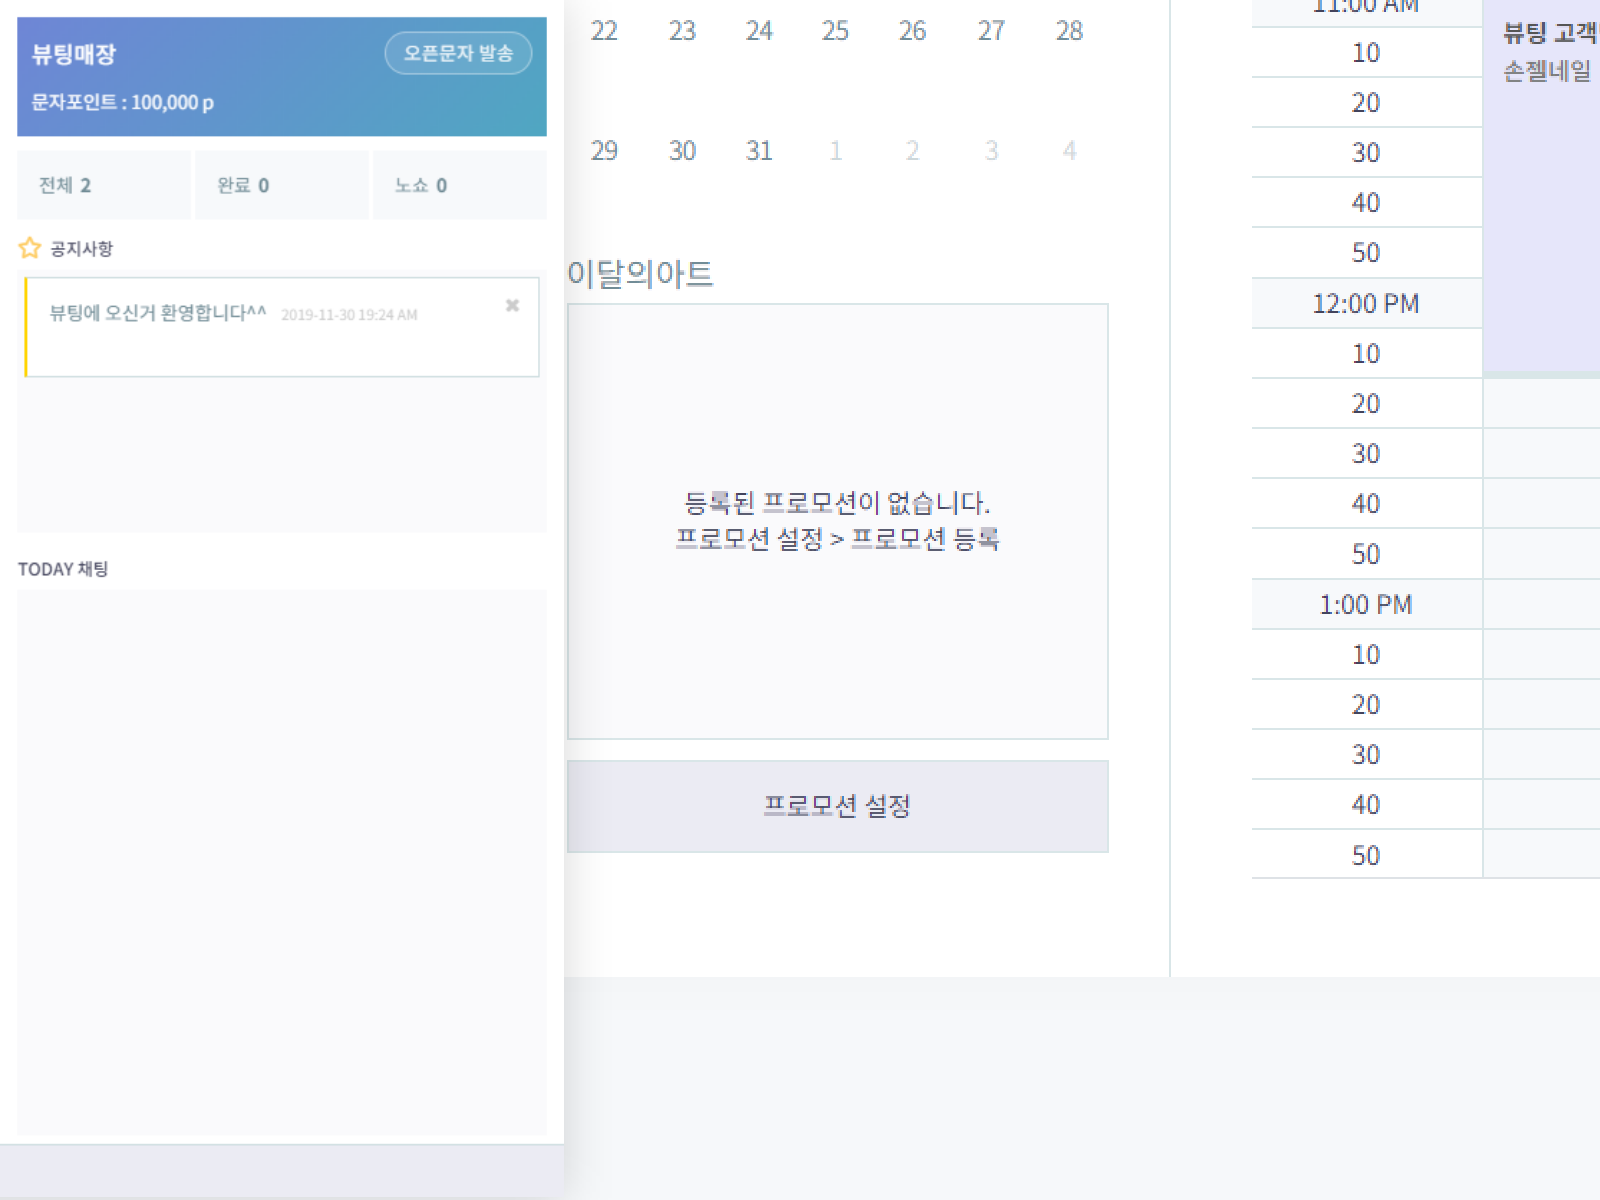 뷰팅매장
오픈문자 발송
문자포인트 : 100,000 p
전체 2
완료 0
노쇼 0
공지사항
뷰팅에 오신거 환영합니다^^ 2019-11-30 19:24 AM
TODAY 채팅
22 23 24 25 26 27 28
29 30 31 1 2 3 4
이달의아트
등록된 프로모션이 없습니다.
프로모션 설정 > 프로모션 등록
프로모션 설정
11:00 AM
10
20
30
40
50
12:00 PM
10
20
30
40
50
1:00 PM
10
20
30
40
50
뷰팅 고객
손젤네일